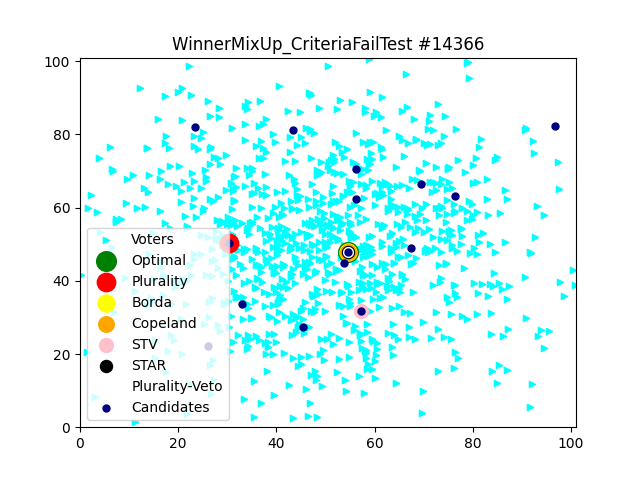 WinnerMixUp_CriteriaFailTest #14366
100
80
60
40
20
0
Voters
Optimal
Plurality
Borda
Copeland
STV
STAR
Plurality-Veto
Candidates
0 20 40 60 80 100